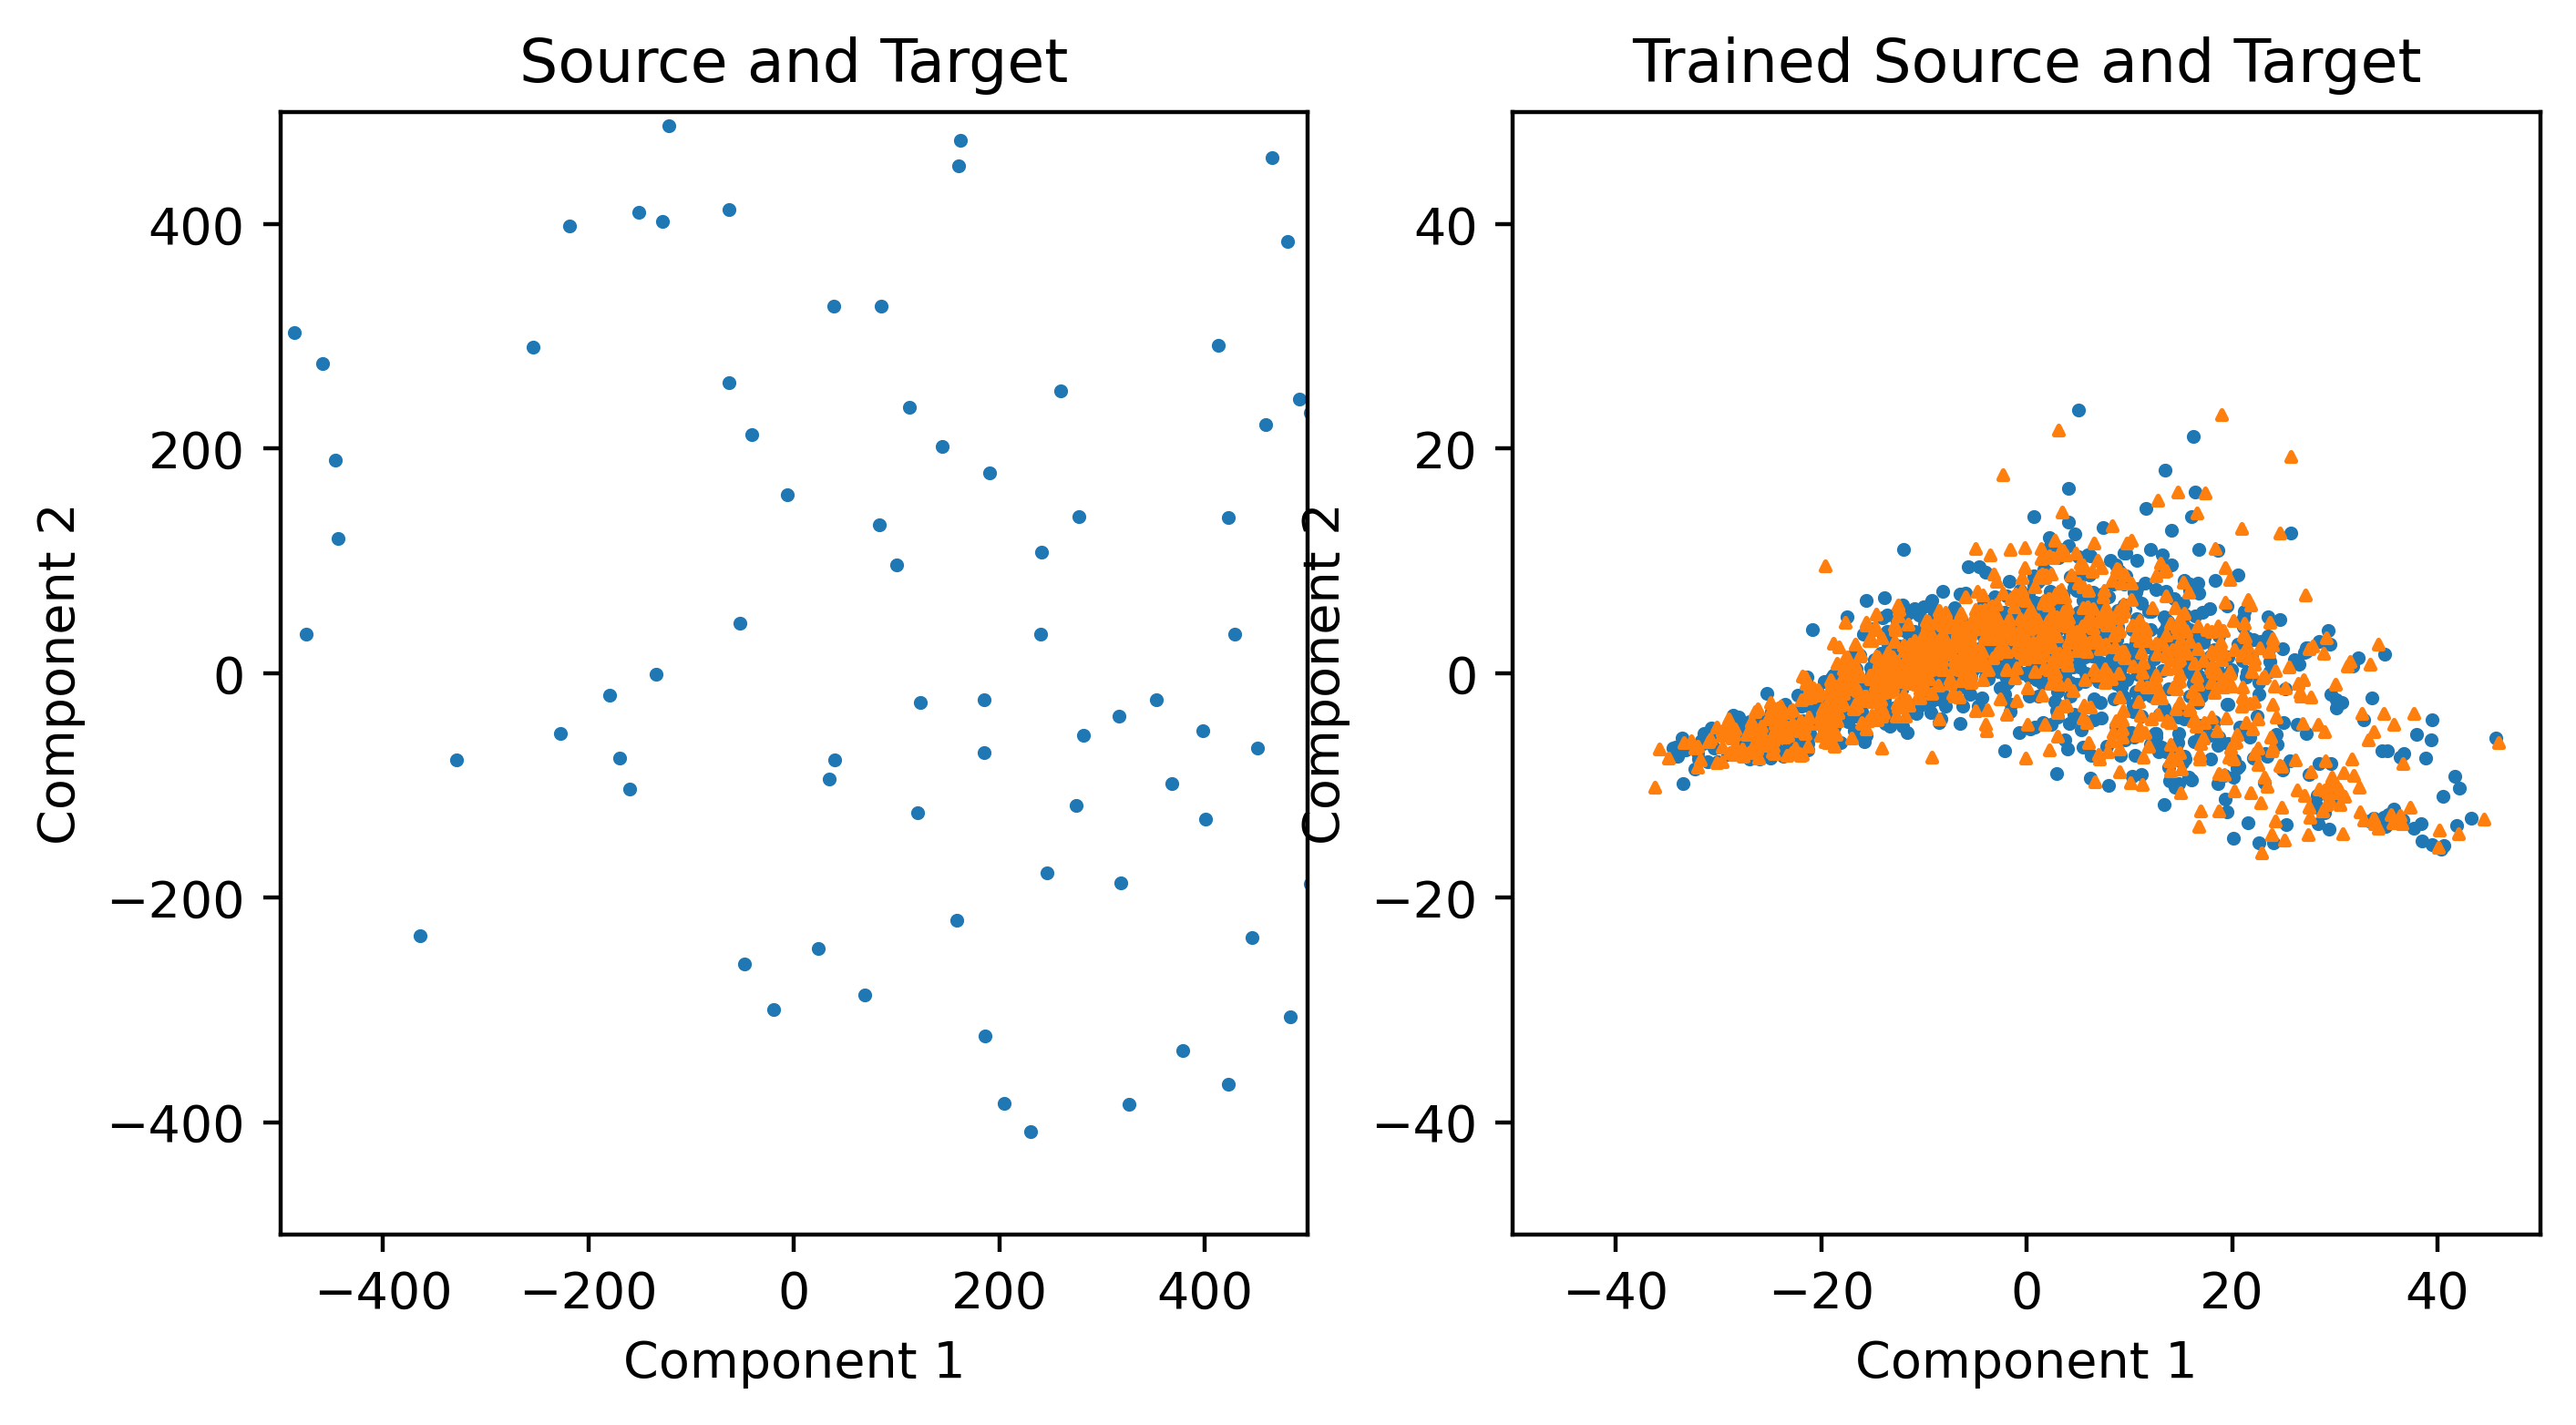 Source and Target
Component 2
400
200
0
−200
−400
−400 −200 0 200 400
Component 1
Trained Source and Target
Component 2
40
20
0
−20
−40
−40 −20 0 20 40
Component 1